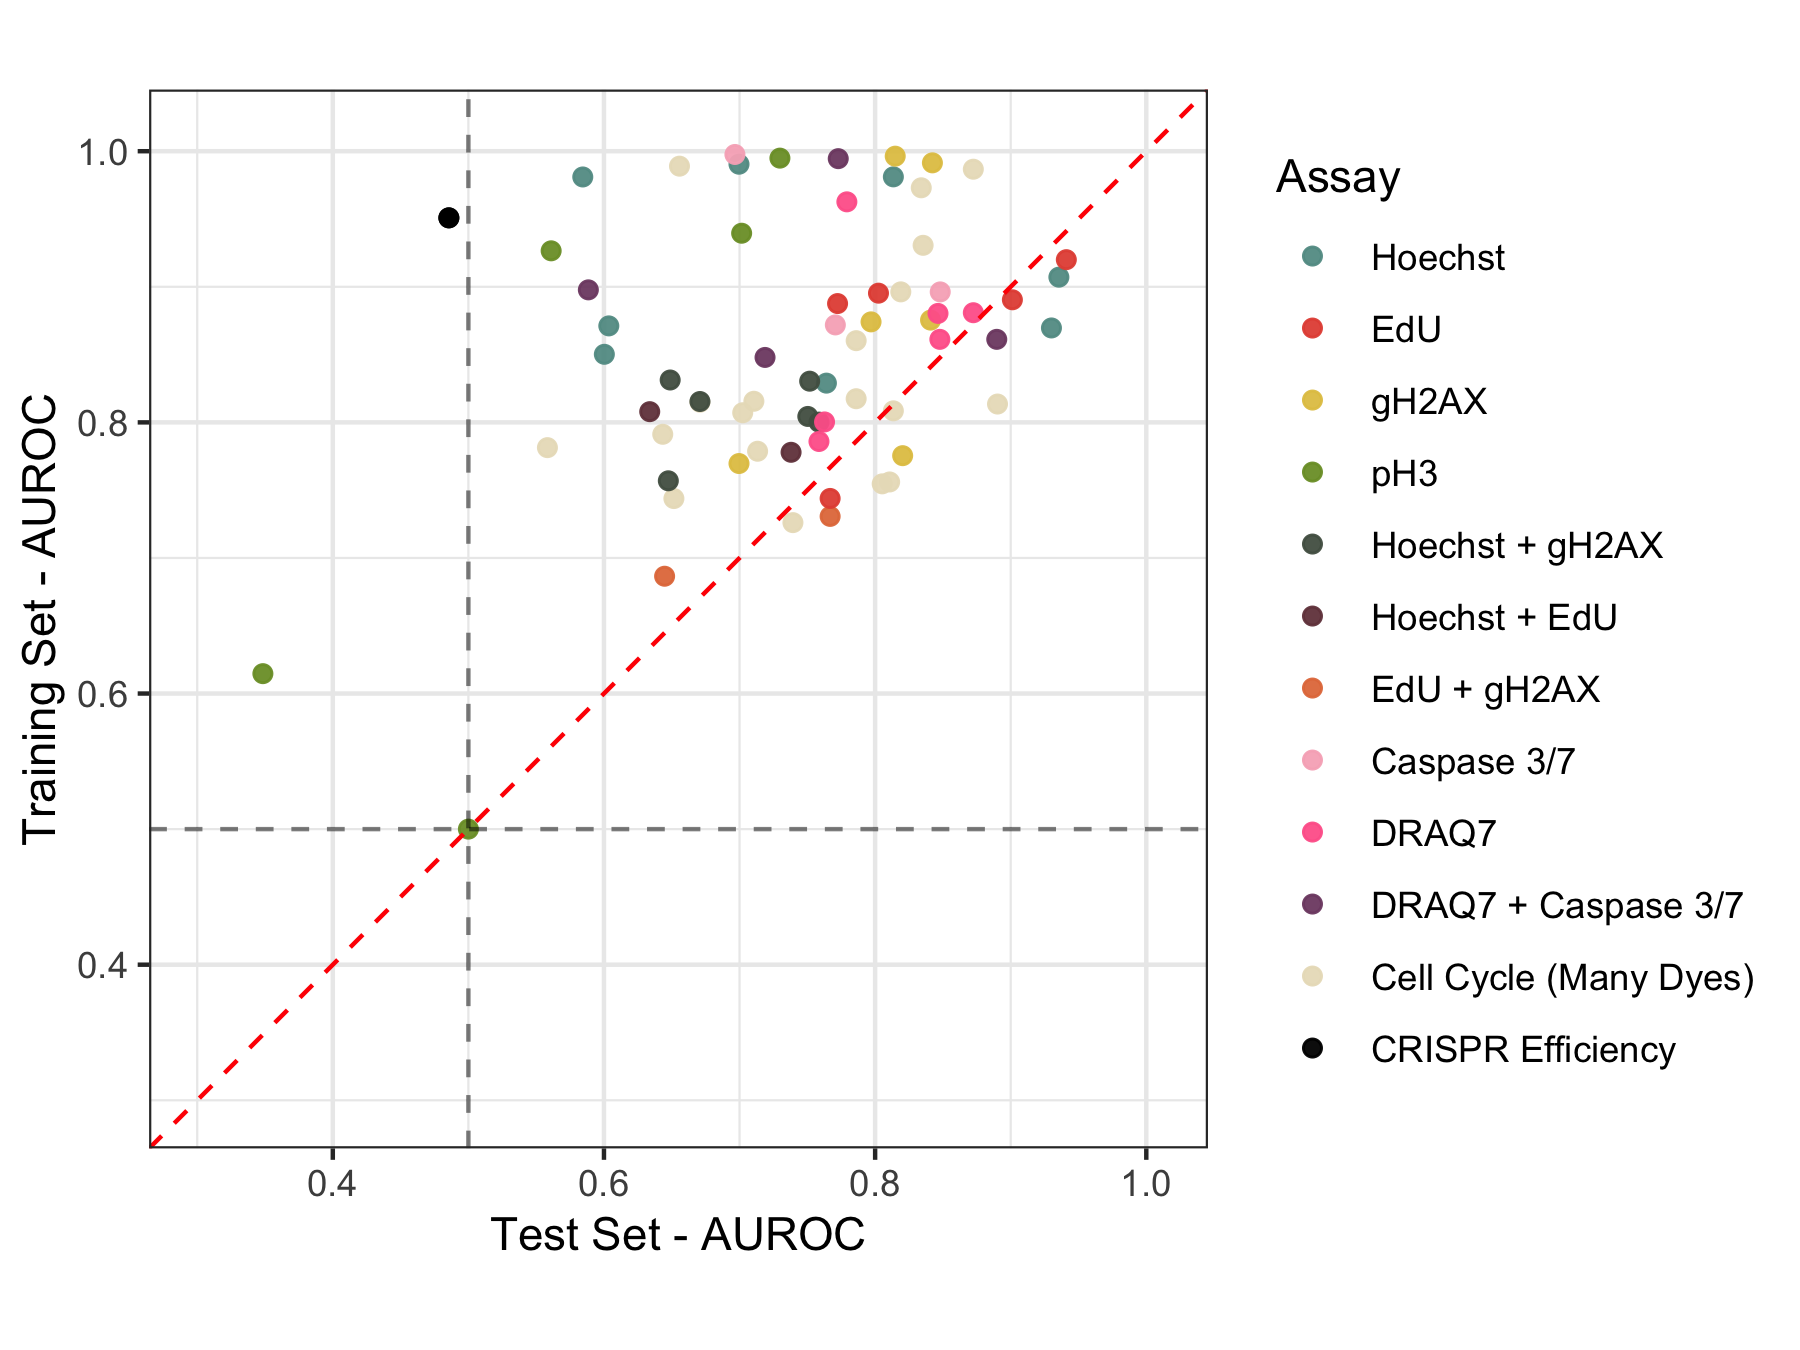 Training Set - AUROC
1.0
0.8
0.6
0.4
0.4
0.6
0.8
1.0
Test Set - AUROC
Assay
Hoechst
EdU
gH2AX
pH3
Hoechst + gH2AX
Hoechst + EdU
EdU + gH2AX
Caspase 3/7
DRAQ7
DRAQ7 + Caspase 3/7
Cell Cycle (Many Dyes)
CRISPR Efficiency